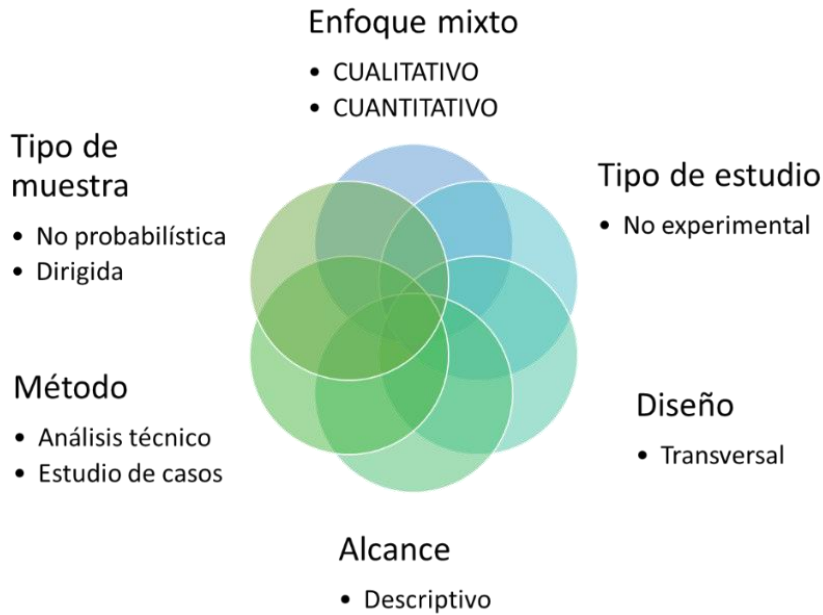 Enfoque mixto
• CUALITATIVO
• CUANTITATIVO
Tipo de estudio
• No experimental
Diseño
• Transversal
Alcance
• Descriptivo
Método
• Análisis técnico
• Estudio de casos
Tipo de
muestra
• No probabilística
• Dirigida